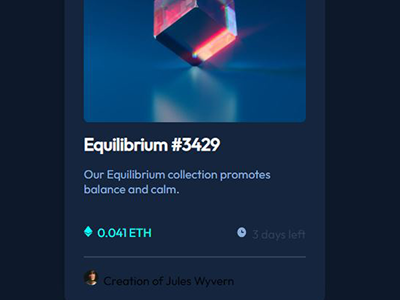 Equilibrium #3429
Our Equilibrium collection promotes
balance and calm.
0.041 ETH 3 days left
Creation of Jules Wyvern